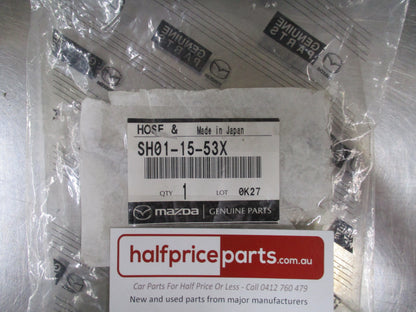 GENUINE
PARTS
GENUINE
PARTS
HOSE & Made in Japan
SH01-15-53X
QTY 1 LOT 0K27
mazda GENUINE PARTS
halfpriceparts.com.au
Car Parts For Half Price Or Less - Call 0412 760 479
New and used parts from major manufacturers